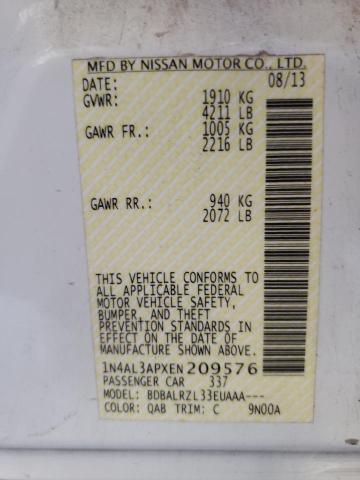 MFD BY NISSAN MOTOR CO., LTD.
DATE: 08/13
GVWR: 1910 KG
4211 LB
GAWR FR.: 1005 KG
2216 LB
GAWR RR.: 940 KG
2072 LB
THIS VEHICLE CONFORMS TO
ALL APPLICABLE FEDERAL
MOTOR VEHICLE SAFETY,
BUMPER, AND THEFT
PREVENTION STANDARDS IN
EFFECT ON THE DATE OF
MANUFACTURE SHOWN ABOVE.
1N4AL3APXEN209576
PASSENGER CAR 337
MODEL: BDBALRZL33EUAAA---
COLOR: QAB TRIM: C 9N00A